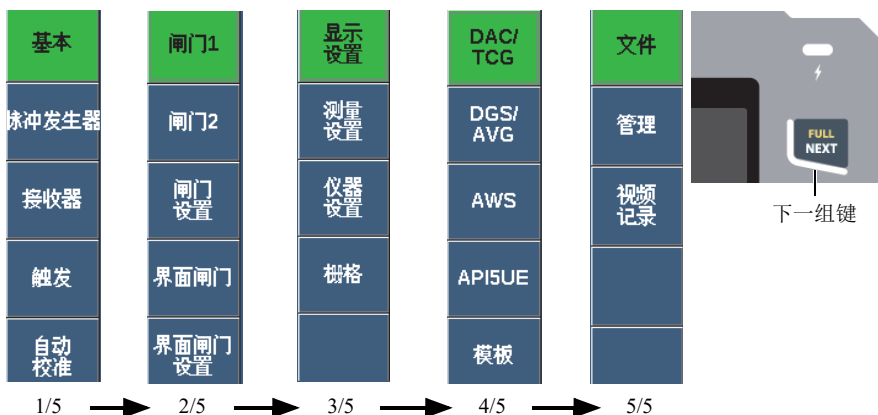 基本
脉冲发生器
接收器
触发
自动
校准
1/5
闸门1
闸门2
闸门
设置
界面闸门
界面闸门
设置
2/5
显示
设置
测量
设置
仪器
设置
栅格
3/5
DAC/
TCG
DGS/
AVG
AWS
API5UE
模板
4/5
文件
管理
视频
记录
5/5
FULL
NEXT
下一组键